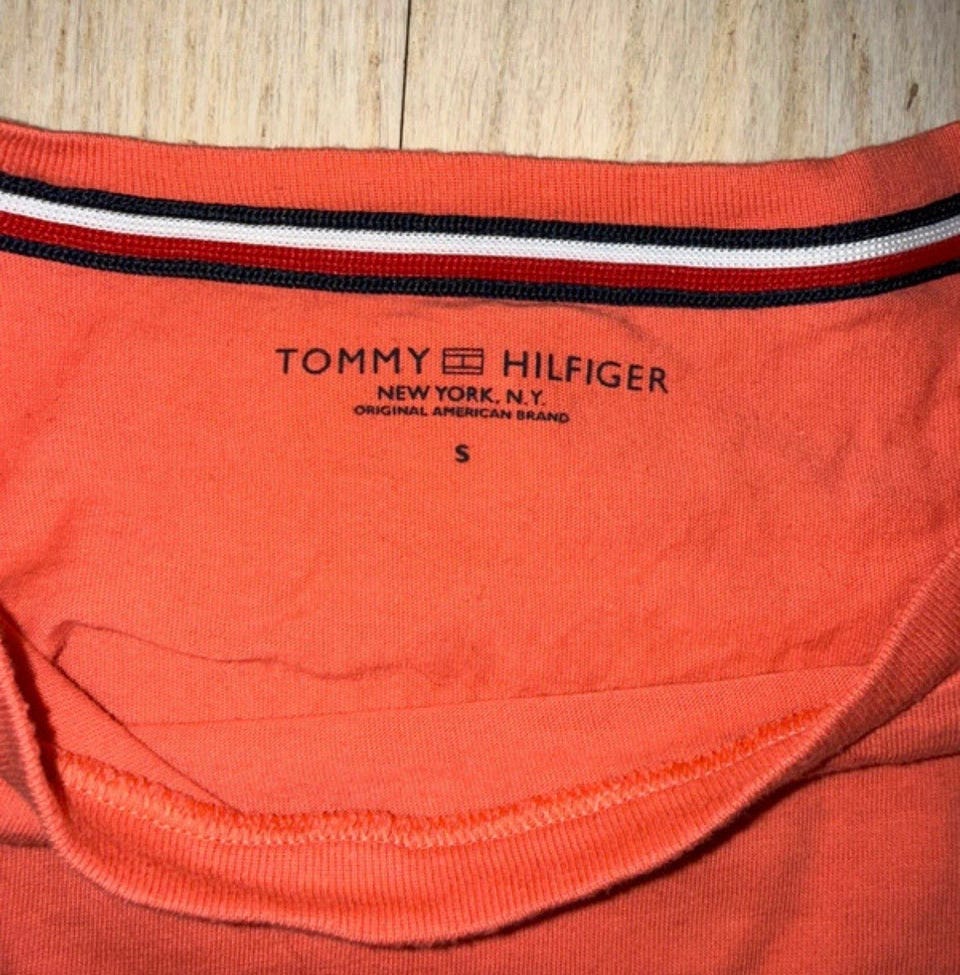 TOMMY HILFIGER
NEW YORK, N.Y.
ORIGINAL AMERICAN BRAND
S